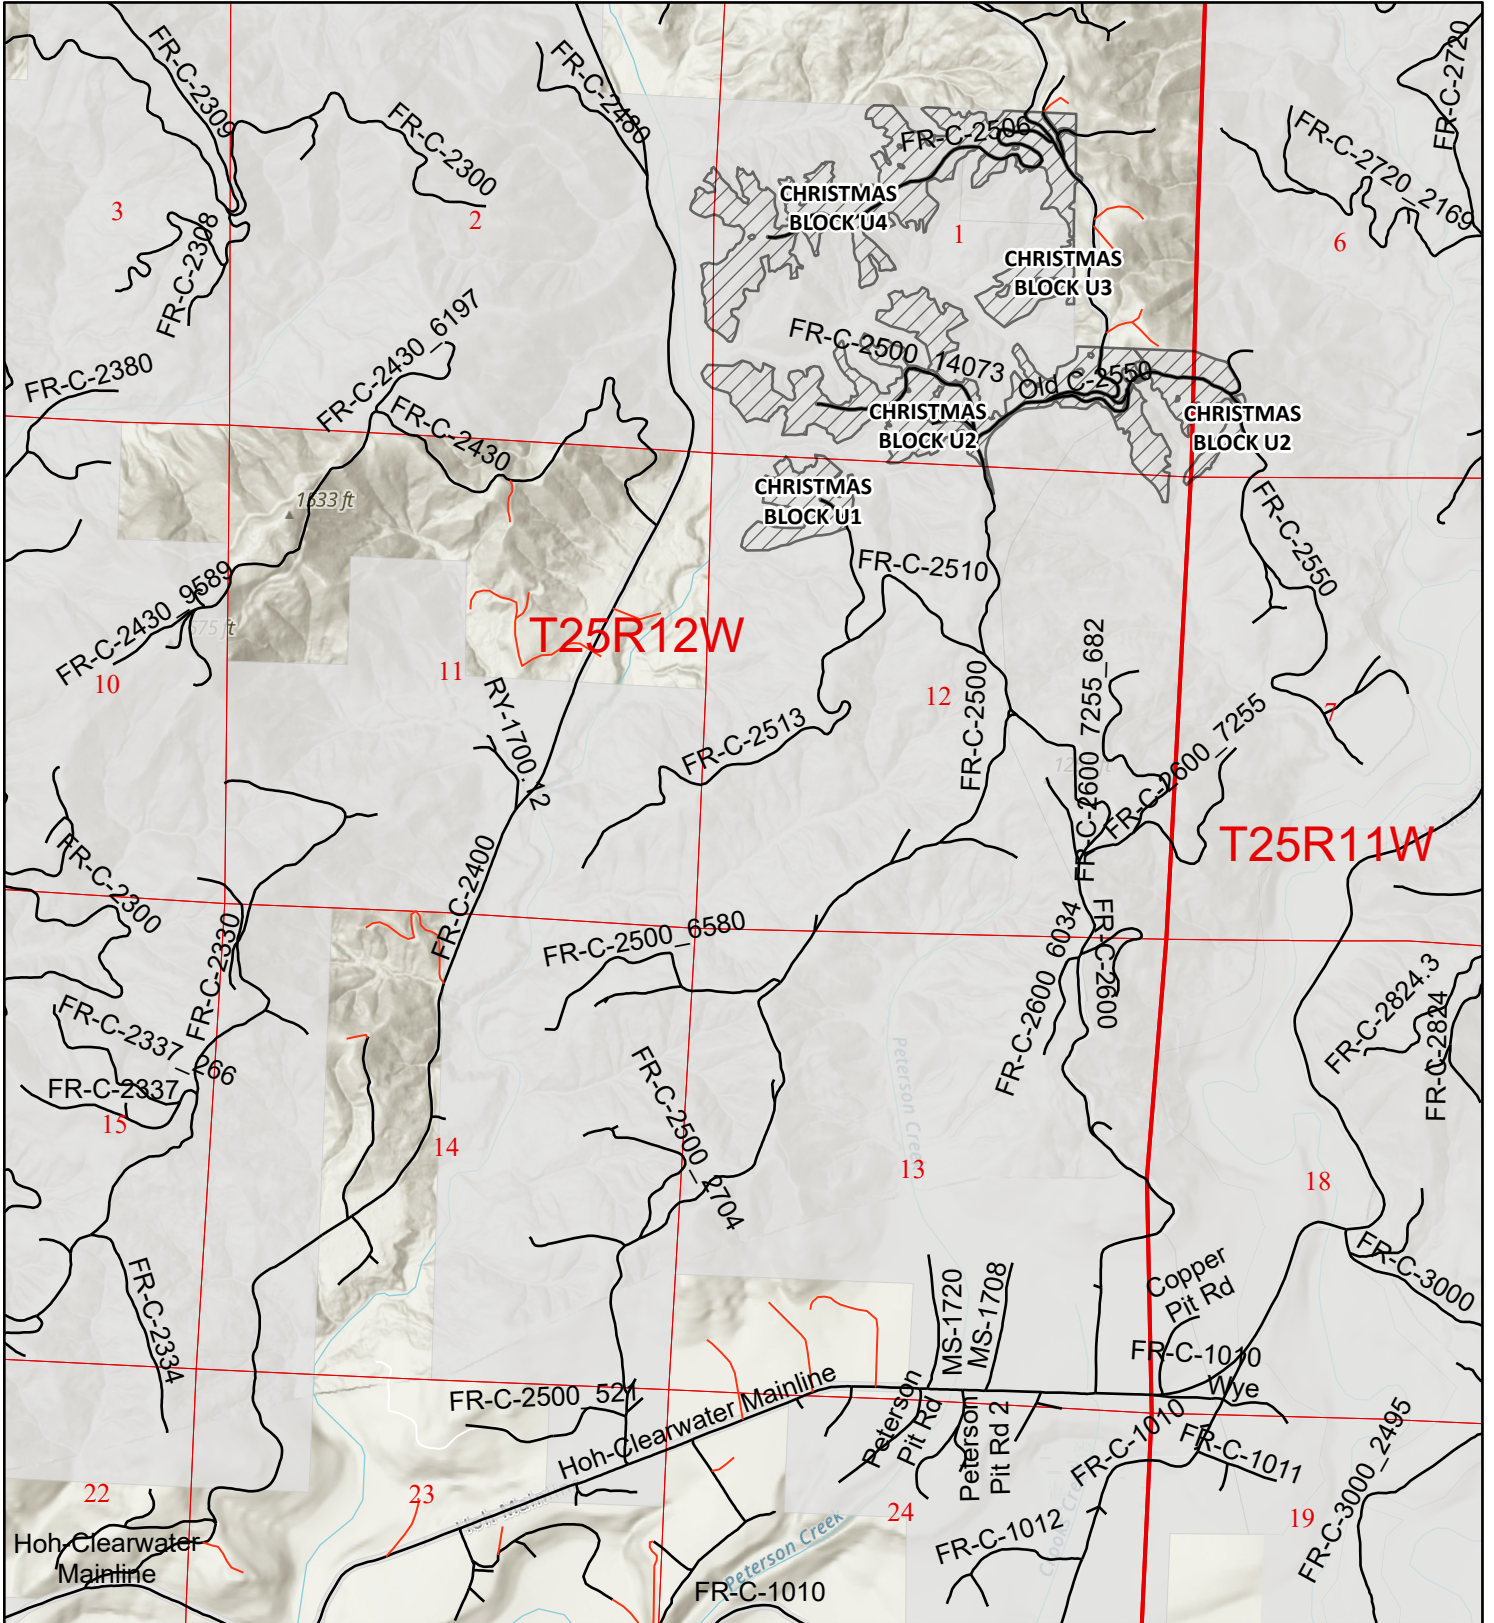 FR-C-2309
FR-C-2480
FR-C-2720
FR-C-2300
FR-C-2506
FR-C-2720_2169
3
2
CHRISTMAS
BLOCK U4
1
6
FR-C-2308
CHRISTMAS
BLOCK U3
FR-C-2430_6197
FR-C-2500_14073
FR-C-2380
Old C-2550
FR-C-2430
CHRISTMAS
BLOCK U2
CHRISTMAS
BLOCK U2
1633 ft
CHRISTMAS
BLOCK U1
FR-C-2550
FR-C-2510
FR-C-2430_9589
T25R12W
10
11
12
7
FR-C-2600_7255_682
RY-1700.12
FR-C-2500
FR-C-2513
FR-C-2600_7255
T25R11W
FR-C-2300
FR-C-2400
FR-C-2330
FR-C-2500_6580
FR-C-2600_6034
FR-C-2600
FR-C-2824.3
FR-C-2824
FR-C-2337_266
FR-C-2337
15
14
FR-C-2500_2704
Peterson Creek
13
18
FR-C-2334
MS-1720
MS-1708
Copper
Pit Rd
FR-C-3000
FR-C-1010
Wye
FR-C-2500_521
Hoh-Clearwater Mainline
Peterson
Pit Rd
Peterson
Pit Rd 2
FR-C-1010
FR-C-1011
FR-C-3000_2495
22
23
24
19
Hoh-Clearwater
Mainline
Peterson Creek
FR-C-1012
FR-C-1010